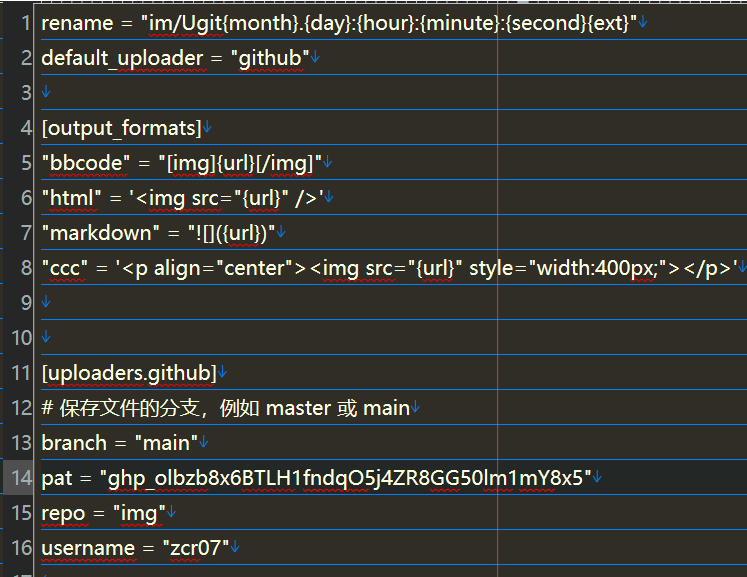 1 rename = "im/Ugit{month}.{day}:{hour}:{minute}:{second}{ext}"
2 default_uploader = "github"
3
4 [output_formats]
5 "bbcode" = "[img]{url}[/img]"
6 "html" = '<img src="{url}" />'
7 "markdown" = "![]({url})"
8 "ccc" = '<p align="center"><img src="{url}" style="width:400px;"></p>'
9
10
11 [uploaders.github]
12 # 保存文件的分支，例如 master 或 main
13 branch = "main"
14 pat = "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"
15 repo = "img"
16 username = "zcr07"